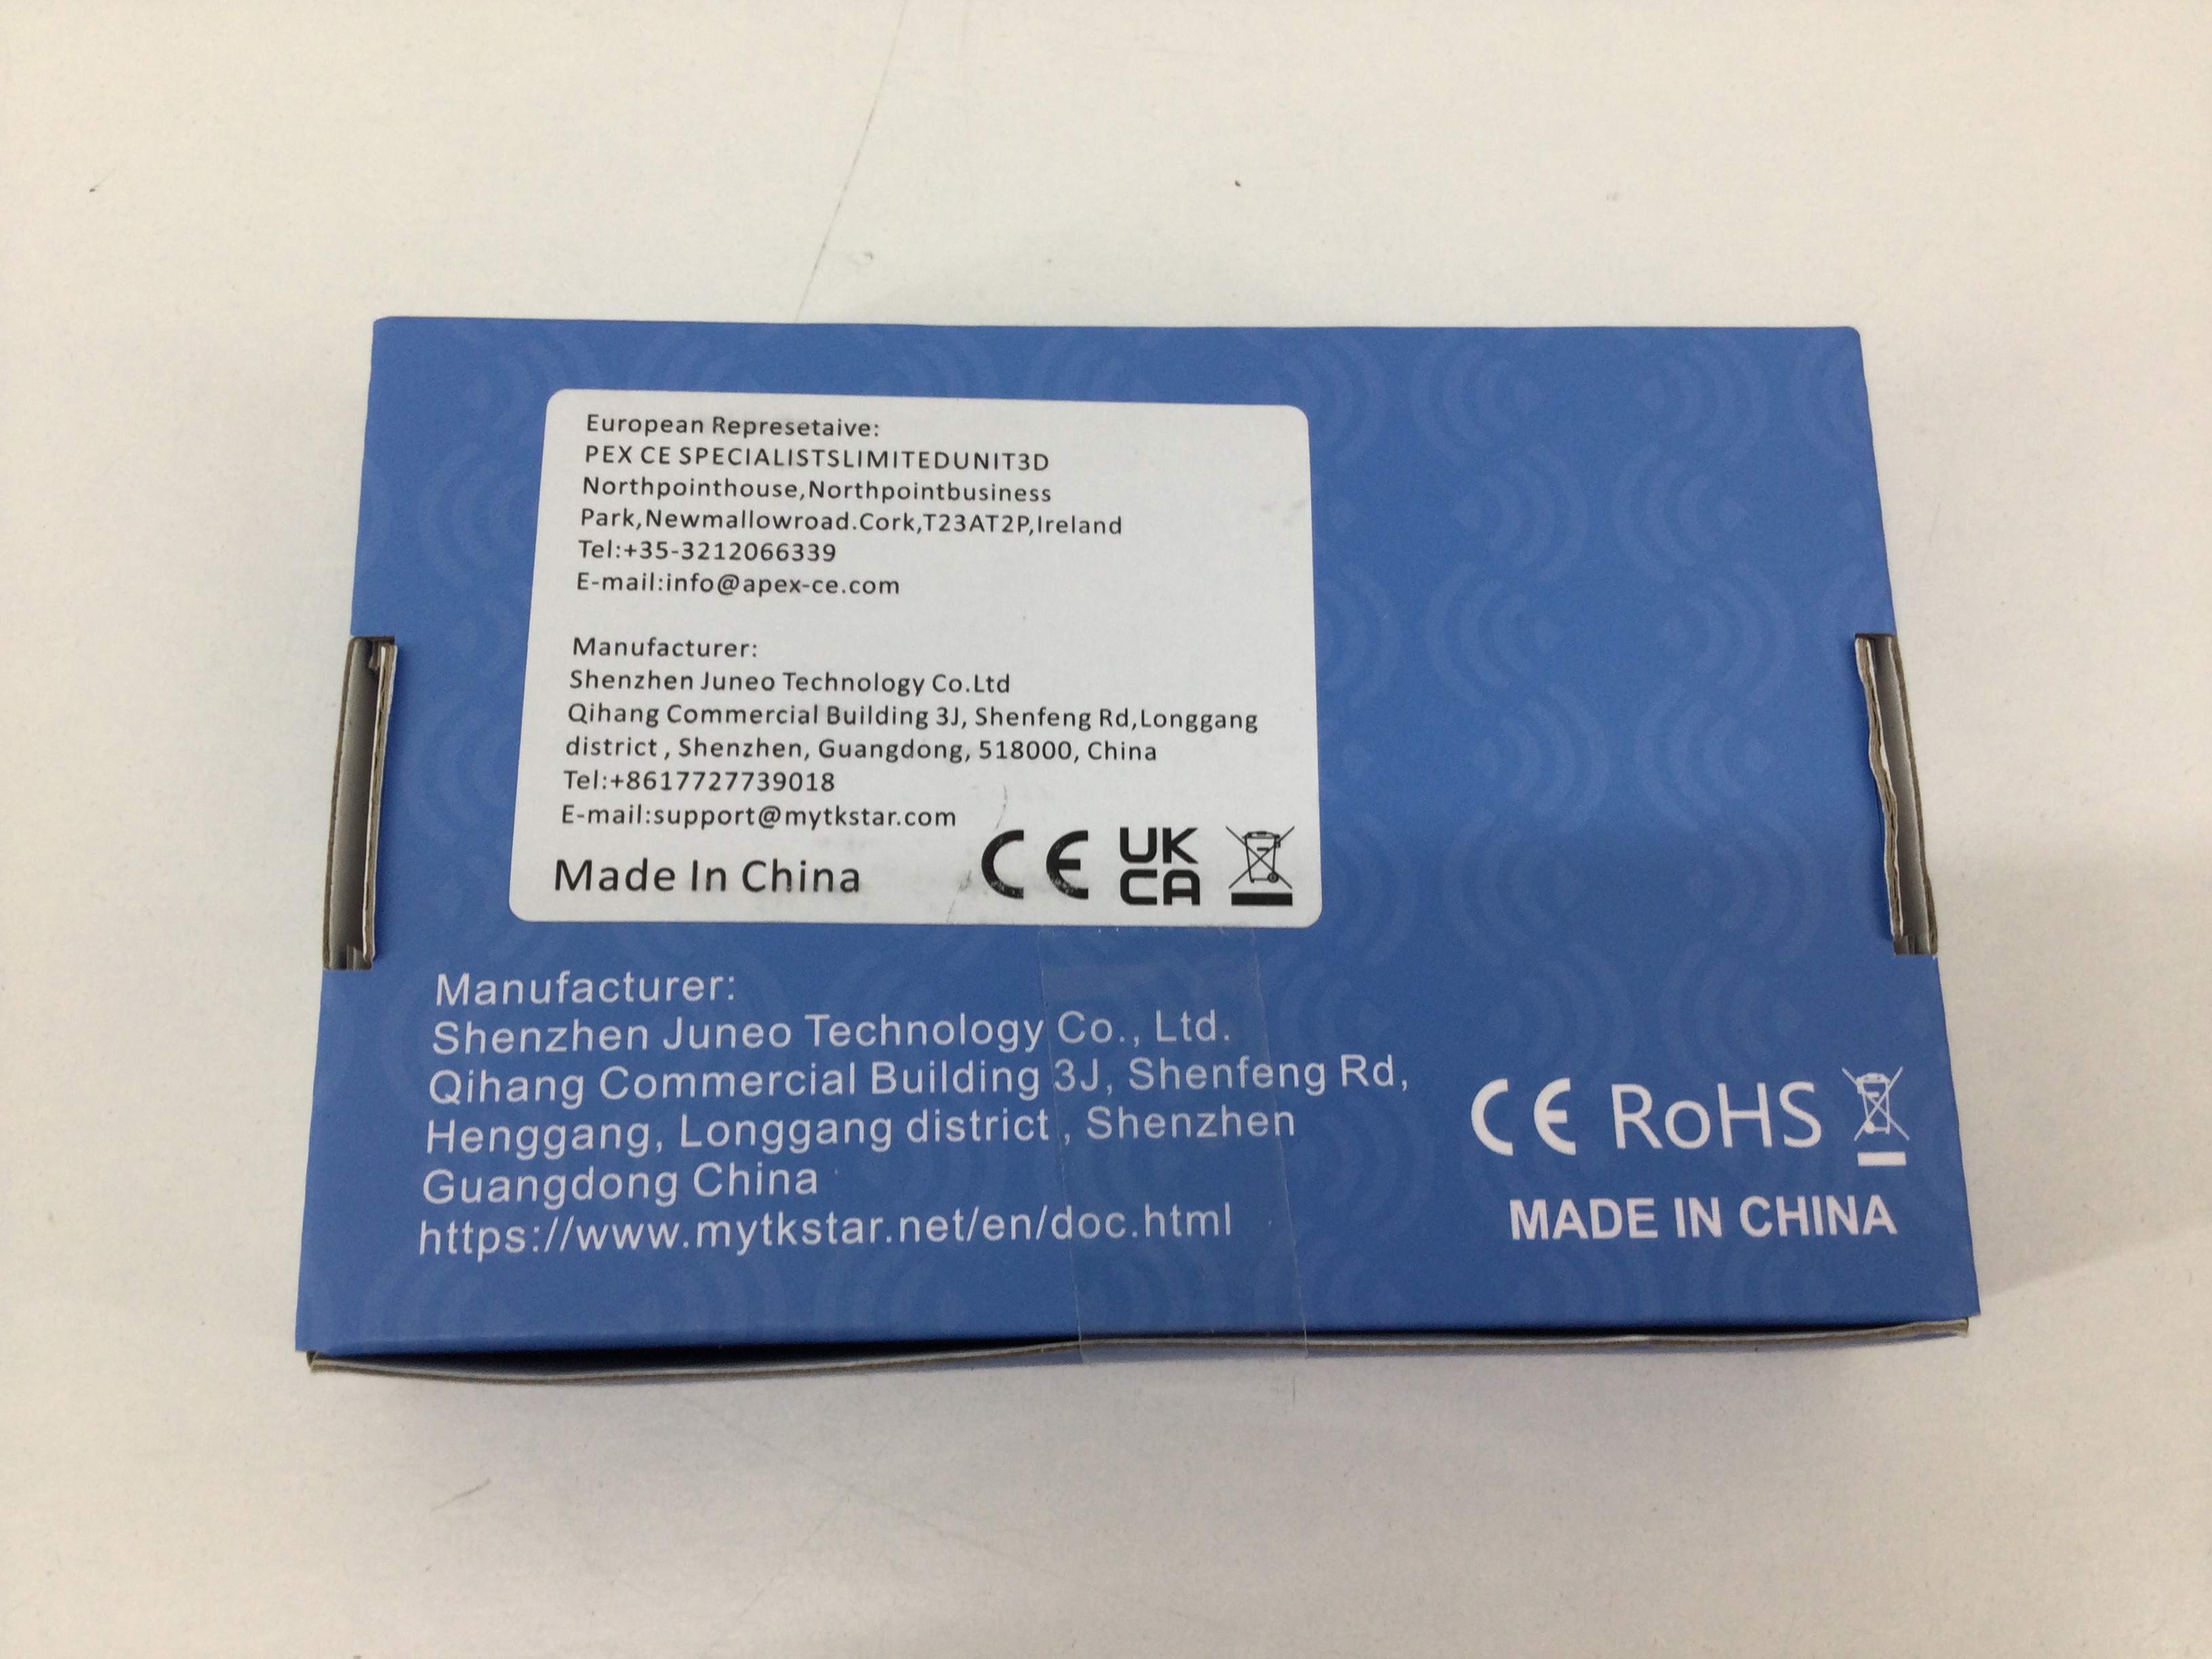 European Represetaive:
PEX CE SPECIALISTSLIMITEDUNIT3D
Northpointhouse,Northpointbusiness
Park,Newmallowroad.Cork,T23AT2P,Ireland
Tel:+35-3212066339
E-mail:info@apex-ce.com
Manufacturer:
Shenzhen Juneo Technology Co.Ltd
Qihang Commercial Building 3J, Shenfeng Rd,Longgang
district , Shenzhen, Guangdong, 518000, China
Tel:+8617727739018
E-mail:support@mytkstar.com
Made In China
CE UK
CA
Manufacturer:
Shenzhen Juneo Technology Co., Ltd.
Qihang Commercial Building 3J, Shenfeng Rd,
Henggang, Longgang district , Shenzhen
Guangdong China
https://www.mytkstar.net/en/doc.html
CE RoHS
MADE IN CHINA